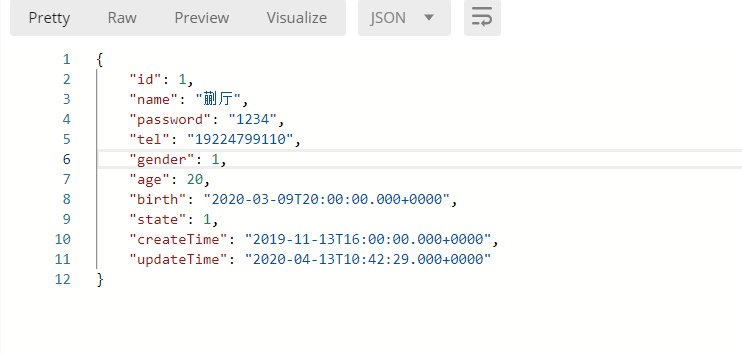 Pretty Raw Preview Visualize JSON
1 {
2 "id": 1,
3 "name": "蒯厅",
4 "password": "1234",
5 "tel": "19224799110",
6 "gender": 1,
7 "age": 20,
8 "birth": "2020-03-09T20:00:00.000+0000",
9 "state": 1,
10 "createTime": "2019-11-13T16:00:00.000+0000",
11 "updateTime": "2020-04-13T10:42:29.000+0000"
12 }